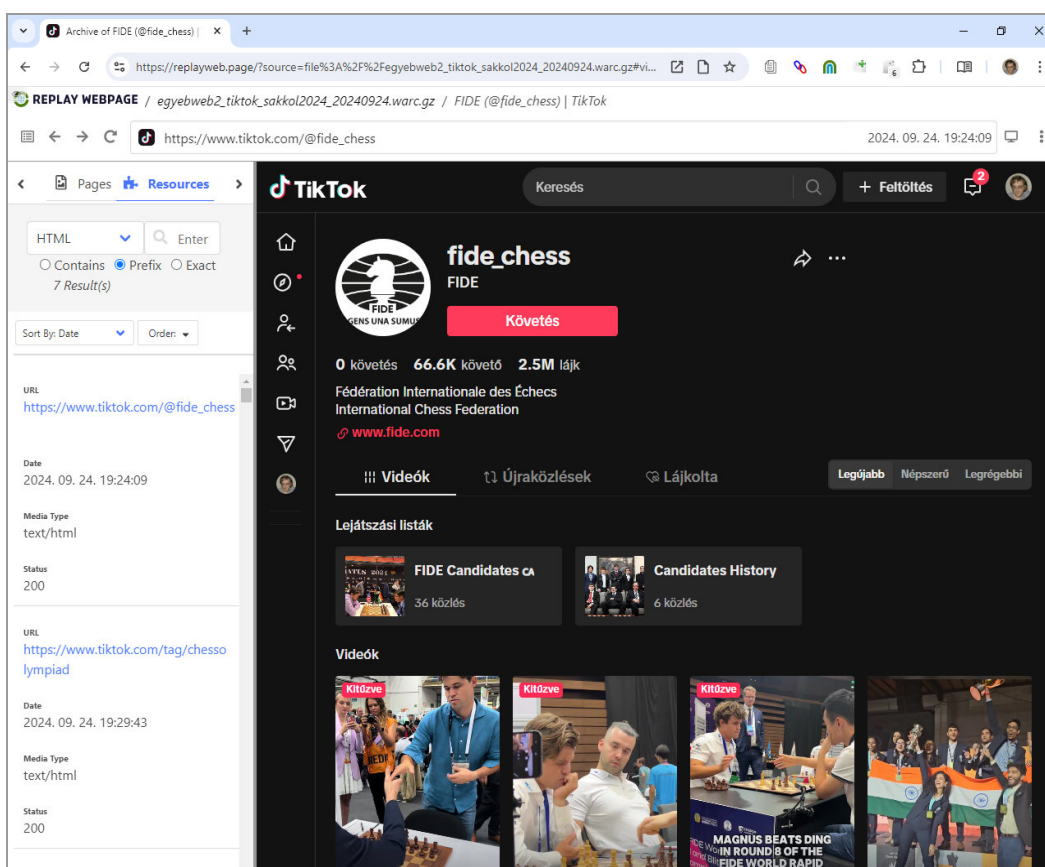 Archive of FIDE (@fide_chess) |
https://replayweb.page/?source=file%3A%2F%2Fegyebweb2_tiktok_sakkol2024_20240924.warc.gz#vi...
6
REPLAY WEBPAGE / egyebweb2_tiktok_sakkol2024_20240924.warc.gz / FIDE (@fide_chess) | TikTok
https://www.tiktok.com/@fide_chess
2024. 09. 24. 19:24:09
Pages
Resources
HTML
Enter
Contains Prefix Exact
7 Result(s)
Sort By: Date
Order:
URL
https://www.tiktok.com/@fide_chess
Date
2024. 09. 24. 19:24:09
Media Type
text/html
Status
200
URL
https://www.tiktok.com/tag/chesso
lympiad
Date
2024. 09. 24. 19:29:43
Media Type
text/html
Status
200
TikTok
Keresés
+ Feltöltés
2
FIDE
GENS UNA SUMUS
fide_chess
FIDE
Követés
0 követés 66.6K követő 2.5M lájk
Fédération Internationale des Échecs
International Chess Federation
www.fide.com
Videók
Újraközlések
Lájkolta
Legújabb Népszerű Legrégebbi
Lejátszási listák
FIDE Candidates CA
36 közlés
Candidates History
6 közlés
Videók
Kitűzve
Kitűzve
Kitűzve
MAGNUS BEATS DING
IN ROUND 8 OF THE
FIDE WORLD RAPID